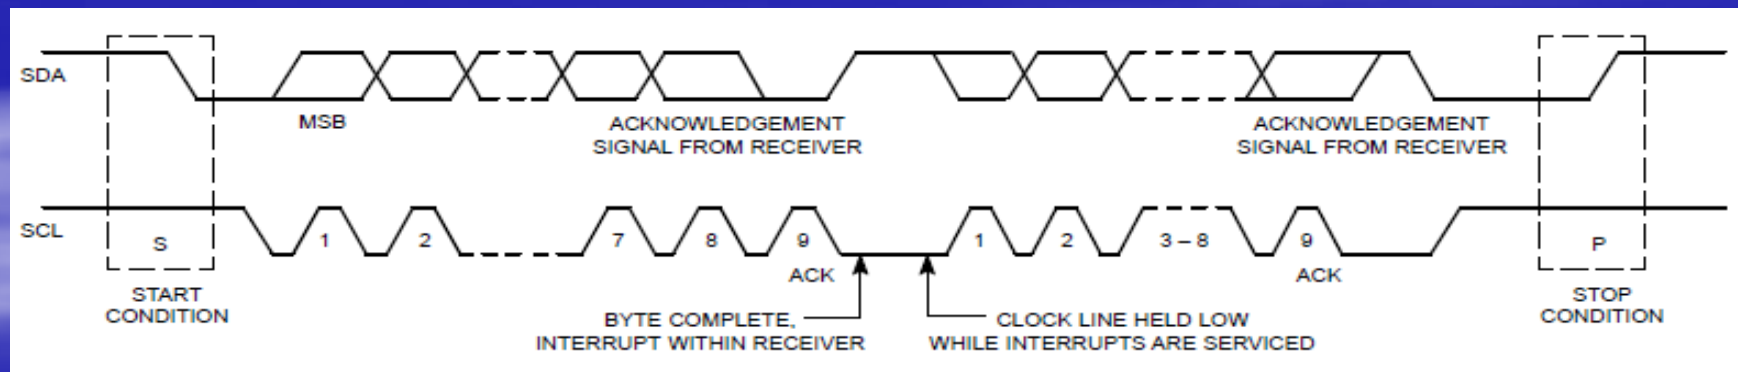 SDA
MSB
ACKNOWLEDGEMENT
SIGNAL FROM RECEIVER
ACKNOWLEDGEMENT
SIGNAL FROM RECEIVER
SCL
S
1
2
7
8
9
1
2
3 – 8
9
P
ACK
ACK
START
CONDITION
BYTE COMPLETE,
INTERRUPT WITHIN RECEIVER
CLOCK LINE HELD LOW
WHILE INTERRUPTS ARE SERVICED
STOP
CONDITION